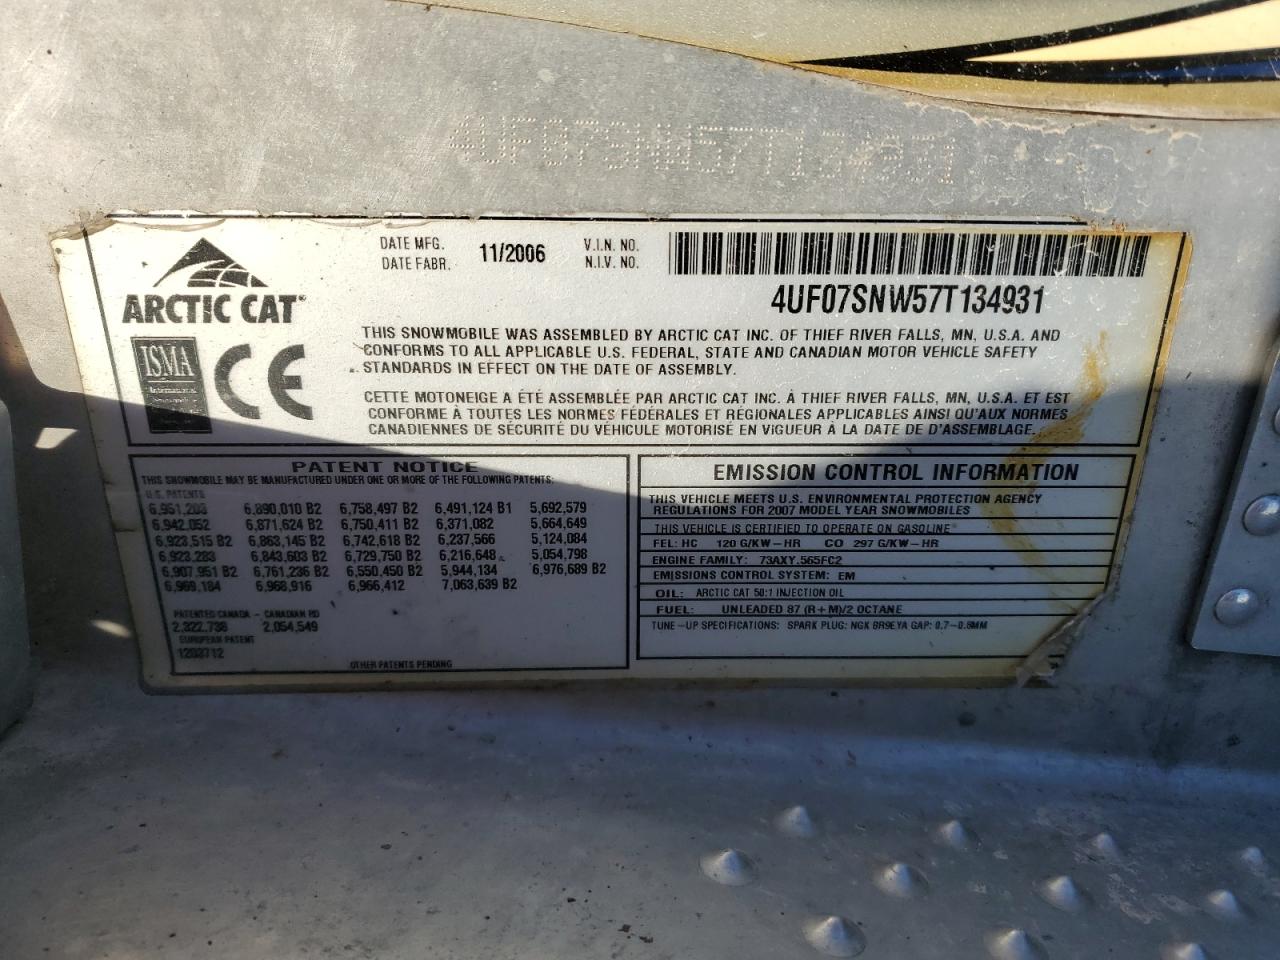 4UF07SNW57T134931
ARCTIC CAT
DATE MFG.
DATE FABR.
11/2006
V.I.N. NO.
N.I.V. NO.
4UF07SNW57T134931
THIS SNOWMOBILE WAS ASSEMBLED BY ARCTIC CAT INC. OF THIEF RIVER FALLS, MN, U.S.A. AND
CONFORMS TO ALL APPLICABLE U.S. FEDERAL, STATE AND CANADIAN MOTOR VEHICLE SAFETY
STANDARDS IN EFFECT ON THE DATE OF ASSEMBLY.
ISMA
International
CE
CETTE MOTONEIGE A ÉTÉ ASSEMBLÉE PAR ARCTIC CAT INC. À THIEF RIVER FALLS, MN, U.S.A. ET EST
CONFORME À TOUTES LES NORMES FÉDÉRALES ET RÉGIONALES APPLICABLES AINSI QU'AUX NORMES
CANADIENNES DE SÉCURITÉ DU VÉHICULE MOTORISÉ EN VIGUEUR À LA DATE DE D'ASSEMBLAGE.
PATENT NOTICE
THIS SNOWMOBILE MAY BE MANUFACTURED UNDER ONE OR MORE OF THE FOLLOWING PATENTS:
U.S. PATENTS
6,951,203 6,890,010 B2 6,758,497 B2 6,491,124 B1 5,692,579
6,942,052 6,871,624 B2 6,750,411 B2 6,371,082 5,664,649
6,923,515 B2 6,863,145 B2 6,742,618 B2 6,237,566 5,124,084
6,923,283 6,843,603 B2 6,729,750 B2 6,216,648 5,054,798
6,907,951 B2 6,761,236 B2 6,550,450 B2 5,944,134 6,976,689 B2
6,969,184 6,968,916 6,966,412 7,063,639 B2
PATENTED CANADA - CANADIAN RD
2,322,738 2,054,549
EUROPEAN PATENT
1203712
OTHER PATENTS PENDING
EMISSION CONTROL INFORMATION
THIS VEHICLE MEETS U.S. ENVIRONMENTAL PROTECTION AGENCY
REGULATIONS FOR 2007 MODEL YEAR SNOWMOBILES
THIS VEHICLE IS CERTIFIED TO OPERATE ON GASOLINE
FEL: HC 120 G/KW-HR CO 297 G/KW-HR
ENGINE FAMILY: 73AXY.565FC2
EMISSIONS CONTROL SYSTEM: EM
OIL: ARCTIC CAT 50:1 INJECTION OIL
FUEL: UNLEADED 87 (R+M)/2 OCTANE
TUNE-UP SPECIFICATIONS: SPARK PLUG: NGK BR9EYA GAP: 0.7-0.8MM